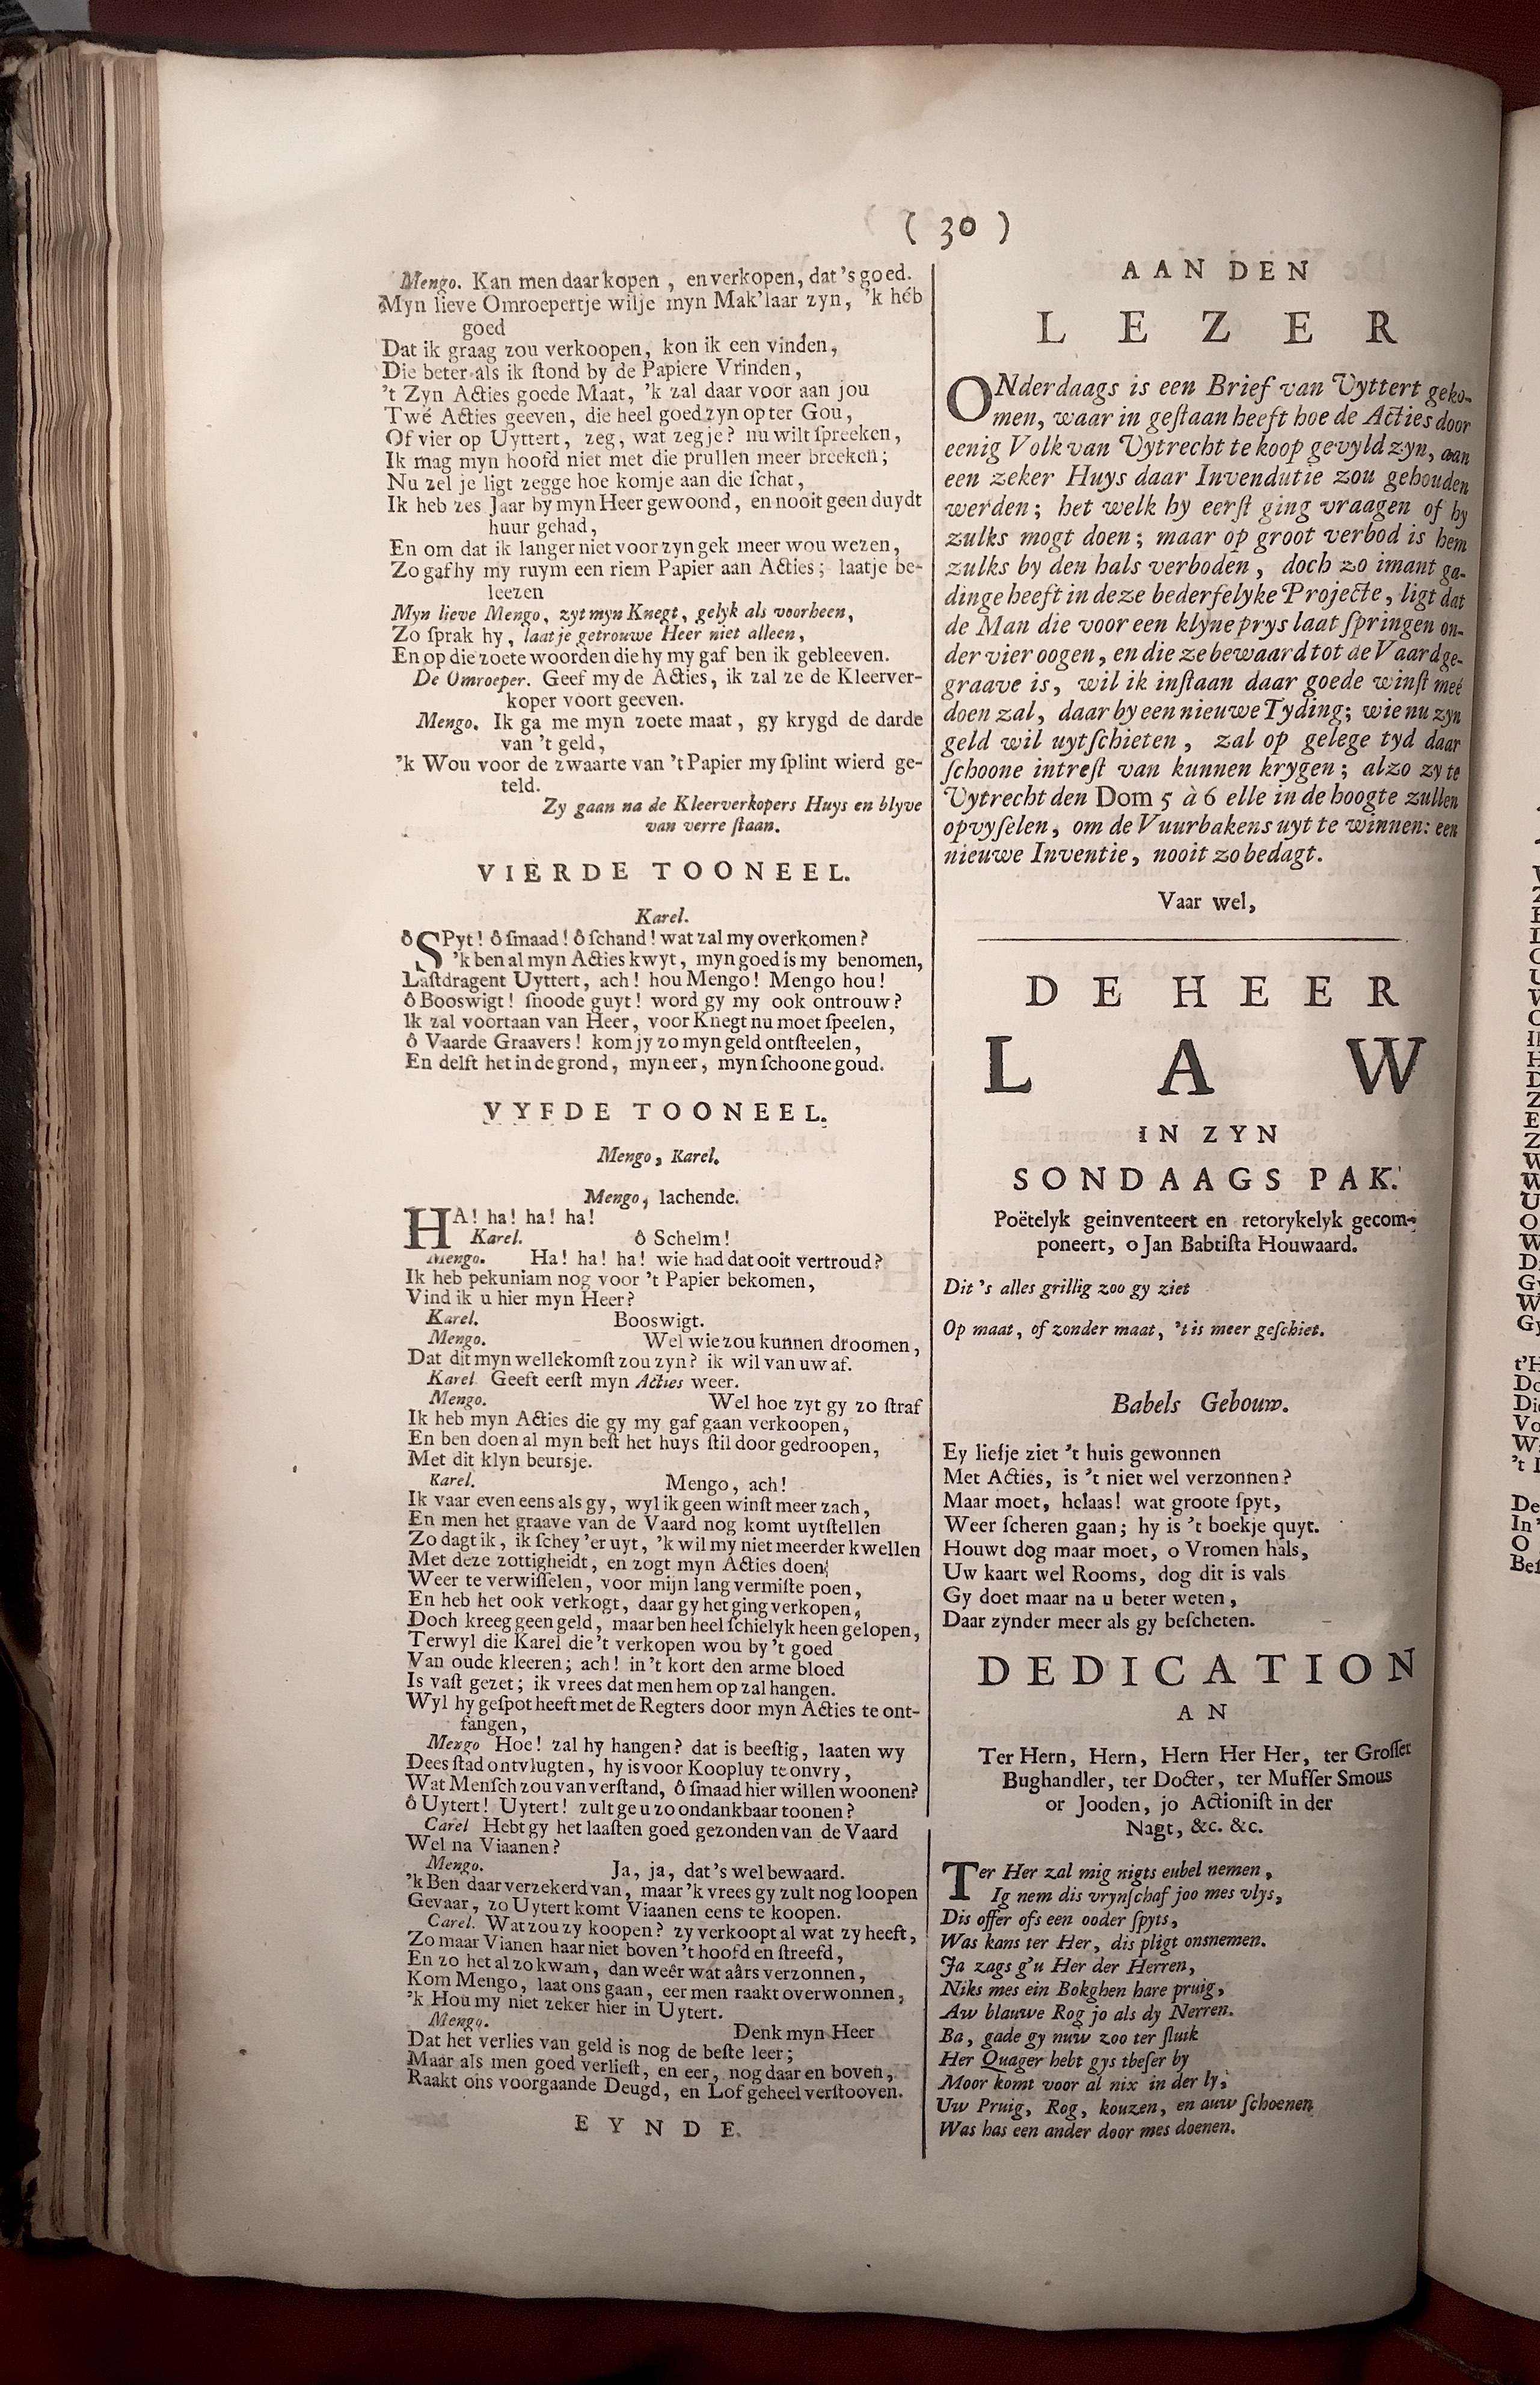 ( 30 )
Mengo. Kan men daar kopen , en verkopen, dat 's goed.
Myn lieve Omroepertje wilje myn Mak'laar zyn, 'k héb
goed
Dat ik graag zou verkoopen, kon ik een vinden,
Die beter als ik ſtond by de Papiere Vrinden,
't Zyn Acties goede Maat, 'k zal daar voor aan jou
Twé Acties geeven, die heel goed zyn op ter Gou,
Of vier op Uyttert, zeg, wat zegje? nu wilt ſpreeken,
Ik mag myn hoofd niet met die prullen meer breeken;
Nu zel je ligt zegge hoe komje aan die ſchat,
Ik heb zes Jaar by myn Heer gewoond, en nooit geen duydt
huur gehad,
En om dat ik langer niet voor zyn gek meer wou wezen,
Zo gaf hy my ruym een riem Papier aan Acties; laatje be-
leezen
Myn lieve Mengo, zyt myn Knegt, gelyk als voorheen,
Zo ſprak hy, laat je getrouwe Heer niet alleen,
En op die zoete woorden die hy my gaf ben ik gebleeven.
De Omroeper. Geef my de Acties, ik zal ze de Kleerver-
koper voort geeven.
Mengo. Ik ga me myn zoete maat, gy krygd de darde
van 't geld,
'k Wou voor de zwaarte van 't Papier my ſplint wierd ge-
teld.
Zy gaan na de Kleerverkopers Huys en blyve
van verre ſtaan.
VIERDE TOONEEL.
Karel.
ô SPyt! ô ſmaad! ô ſchand! wat zal my overkomen?
'k ben al myn Acties kwyt, myn goed is my benomen,
Laſtdragent Uyttert, ach! hou Mengo! Mengo hou!
ô Booswigt! ſnoode guyt! word gy my ook ontrouw?
Ik zal voortaan van Heer, voor Knegt nu moet ſpeelen,
ô Vaarde Graavers! kom jy zo myn geld ontſteelen,
En delft het in de grond, myn eer, myn ſchoone goud.
VYFDE TOONEEL.
Mengo, Karel.
Mengo, lachende.
HA! ha! ha! ha!
Karel. ô Schelm!
Mengo. Ha! ha! ha! wie had dat ooit vertroud?
Ik heb pekuniam nog voor 't Papier bekomen,
Vind ik u hier myn Heer?
Karel. Booswigt.
Mengo. Wel wie zou kunnen droomen,
Dat dit myn wellekomſt zou zyn? ik wil van uw af.
Karel Geeft eerſt myn Acties weer.
Mengo. Wel hoe zyt gy zo ſtraf
Ik heb myn Acties die gy my gaf gaan verkoopen,
En ben doen al myn beſt het huys ſtil door gedroopen,
Met dit klyn beursje.
Karel. Mengo, ach!
Ik vaar even eens als gy, wyl ik geen winſt meer zach,
En men het graave van de Vaard nog komt uytſtellen
Zo dagt ik, ik ſchey 'er uyt, 'k wil my niet meerder kwellen
Met deze zottigheidt, en zogt myn Acties doen
Weer te verwiſſelen, voor mijn lang vermiſte poen,
En heb het ook verkogt, daar gy het ging verkopen,
Doch kreeg geen geld, maar ben heel ſchielyk heen gelopen,
Terwyl die Karel die 't verkopen wou by 't goed
Van oude kleeren; ach! in 't kort den arme bloed
Is vaſt gezet; ik vrees dat men hem op zal hangen.
Wyl hy geſpot heeft met de Regters door myn Acties te ont-
fangen,
Mengo Hoe! zal hy hangen? dat is beeſtig, laaten wy
Dees ſtad ontvlugten, hy is voor Koopluy te onvry,
Wat Menſch zou van verſtand, ô ſmaad hier willen woonen?
ô Uytert! Uytert! zult ge u zo ondankbaar toonen?
Carel Hebt gy het laaſten goed gezonden van de Vaard
Wel na Viaanen?
Mengo. Ja, ja, dat's wel bewaard.
'k Ben daar verzekerd van, maar 'k vrees gy zult nog loopen
Gevaar, zo Uytert komt Viaanen eens te koopen.
Carel. Wat zou zy koopen? zy verkoopt al wat zy heeft,
Zo maar Vianen haar niet boven 't hoofd en ſtreefd,
En zo het al zo kwam, dan weêr wat aârs verzonnen,
Kom Mengo, laat ons gaan, eer men raakt overwonnen,
'k Hou my niet zeker hier in Uytert.
Mengo. Denk myn Heer
Dat het verlies van geld is nog de beſte leer;
Maar als men goed verlieſt, en eer, nog daar en boven,
Raakt ons voorgaande Deugd, en Lof geheel verſtooven.
EYNDE.
AAN DEN
LEZER
ONderdaags is een Brief van Uyttert geko-
men, waar in geſtaan heeft hoe de Acties door
eenig Volk van Uytrecht te koop gevyld zyn, aan
een zeker Huys daar Invendutie zou gehouden
werden; het welk hy eerſt ging vraagen of hy
zulks mogt doen; maar op groot verbod is hem
zulks by den hals verboden, doch zo imant ga-
dinge heeft in deze bederfelyke Projecte, ligt dat
de Man die voor een klyne prys laat ſpringen on-
der vier oogen, en die ze bewaard tot de Vaard ge-
graave is, wil ik inſtaan daar goede winſt meé
doen zal, daar by een nieuwe Tyding; wie nu zyn
geld wil uytſchieten, zal op gelege tyd daar
ſchoone intreſt van kunnen krygen; alzo zy te
Uytrecht den Dom 5 à 6 elle in de hoogte zullen
opvyſelen, om de Vuurbakens uyt te winnen: een
nieuwe Inventie, nooit zo bedagt.
Vaar wel,
DE HEER
LAW
IN ZYN
SONDAAGS PAK.
Poëtelyk geinventeert en retorykelyk gecom-
poneert, o Jan Babtiſta Houwaard.
Dit 's alles grillig zoo gy ziet
Op maat, of zonder maat, 't is meer geſchiet.
Babels Gebouw.
Ey liefje ziet 't huis gewonnen
Met Acties, is 't niet wel verzonnen?
Maar moet, helaas! wat groote ſpyt,
Weer ſcheren gaan; hy is 't boekje quyt.
Houwt dog maar moet, o Vromen hals,
Uw kaart wel Rooms, dog dit is vals
Gy doet maar na u beter weten,
Daar zynder meer als gy beſcheten.
DEDICATION
AN
Ter Hern, Hern, Hern Her Her, ter Groſſer
Bughandler, ter Docter, ter Muſſer Smous
or Jooden, jo Actioniſt in der
Nagt, &c. &c.
Ter Her zal mig nigts eubel nemen,
Ig nem dis vrynſchaf joo mes vlys,
Dis offer ofs een ooder ſpyts,
Was kans ter Her, dis pligt onsnemen.
Ja zags g'u Her der Herren,
Niks mes ein Bokghen hare pruig,
Aw blauwe Rog jo als dy Nerren.
Ba, gade gy nuw zoo ter ſluik
Her Quager hebt gys theſer by
Moor komt voor al nix in der ly,
Uw Pruig, Rog, kouzen, en auw ſchoenen
Was has een ander door mes doenen.